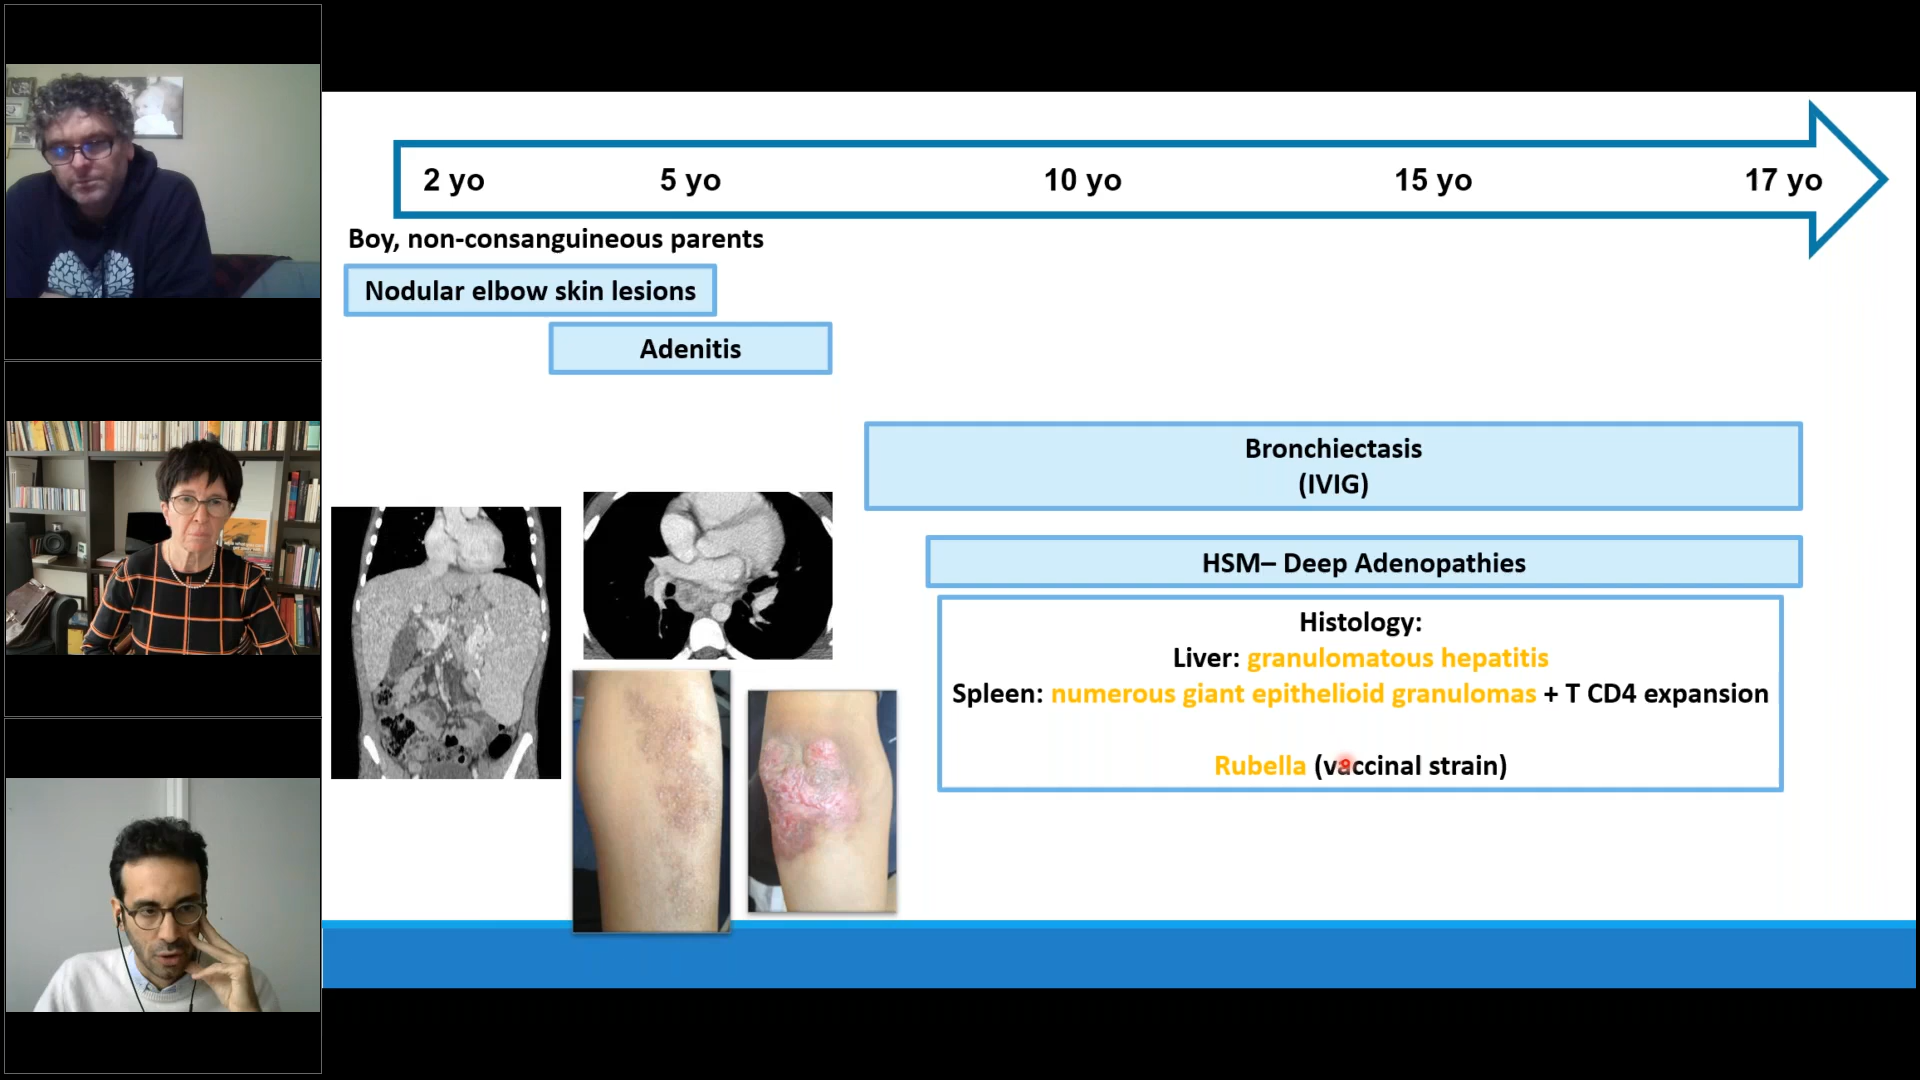 2 yo 5 yo 10 yo 15 yo 17 yo
Boy, non-consanguineous parents
Nodular elbow skin lesions
Adenitis
Bronchiectasis
(IVIG)
HSM– Deep Adenopathies
Histology:
Liver: granulomatous hepatitis
Spleen: numerous giant epithelioid granulomas + T CD4 expansion
Rubella (vaccinal strain)